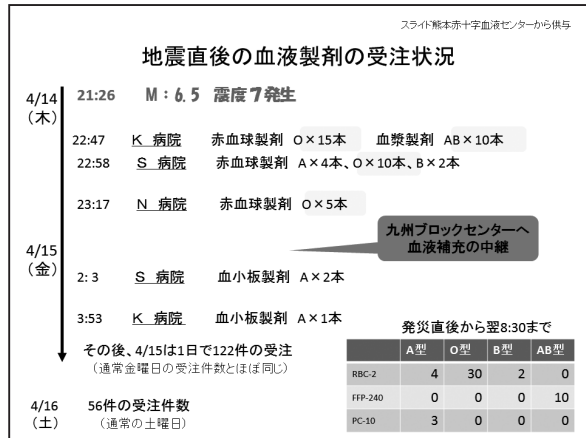 スライド熊本赤十字血液センターから供与
地震直後の血液製剤の受注状況
4/14
(木)
21:26 M：6.5 震度7発生
22:47 K 病院 赤血球製剤 O×15本 血漿製剤 AB×10本
22:58 S 病院 赤血球製剤 A×4本、O×10本、B×2本
23:17 N 病院 赤血球製剤 O×5本
九州ブロックセンターへ
血液補充の中継
4/15
(金)
2: 3 S 病院 血小板製剤 A×2本
3:53 K 病院 血小板製剤 A×1本
その後、4/15は1日で122件の受注
(通常金曜日の受注件数とほぼ同じ)
4/16
(土)
56件の受注件数
(通常の土曜日)
発災直後から翌8:30まで
A型 O型 B型 AB型
RBC-2 4 30 2 0
FFP-240 0 0 0 10
PC-10 3 0 0 0